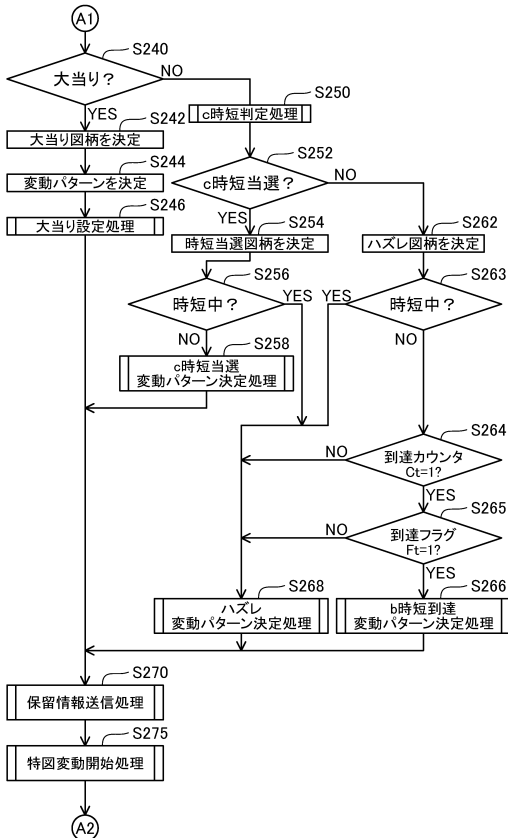 A1
S240
大当り？
NO
YES
S242
大当り図柄を決定
S244
変動パターンを決定
S246
大当り設定処理
S250
c時短判定処理
S252
c時短当選？
NO
YES
S254
時短当選図柄を決定
S256
時短中？
YES
NO
S258
c時短当選
変動パターン決定処理
S262
ハズレ図柄を決定
S263
時短中？
YES
NO
S264
到達カウンタ
Ct=1?
NO
YES
S265
到達フラグ
Ft=1?
NO
YES
S268
ハズレ
変動パターン決定処理
S266
b時短到達
変動パターン決定処理
S270
保留情報送信処理
S275
特図変動開始処理
A2